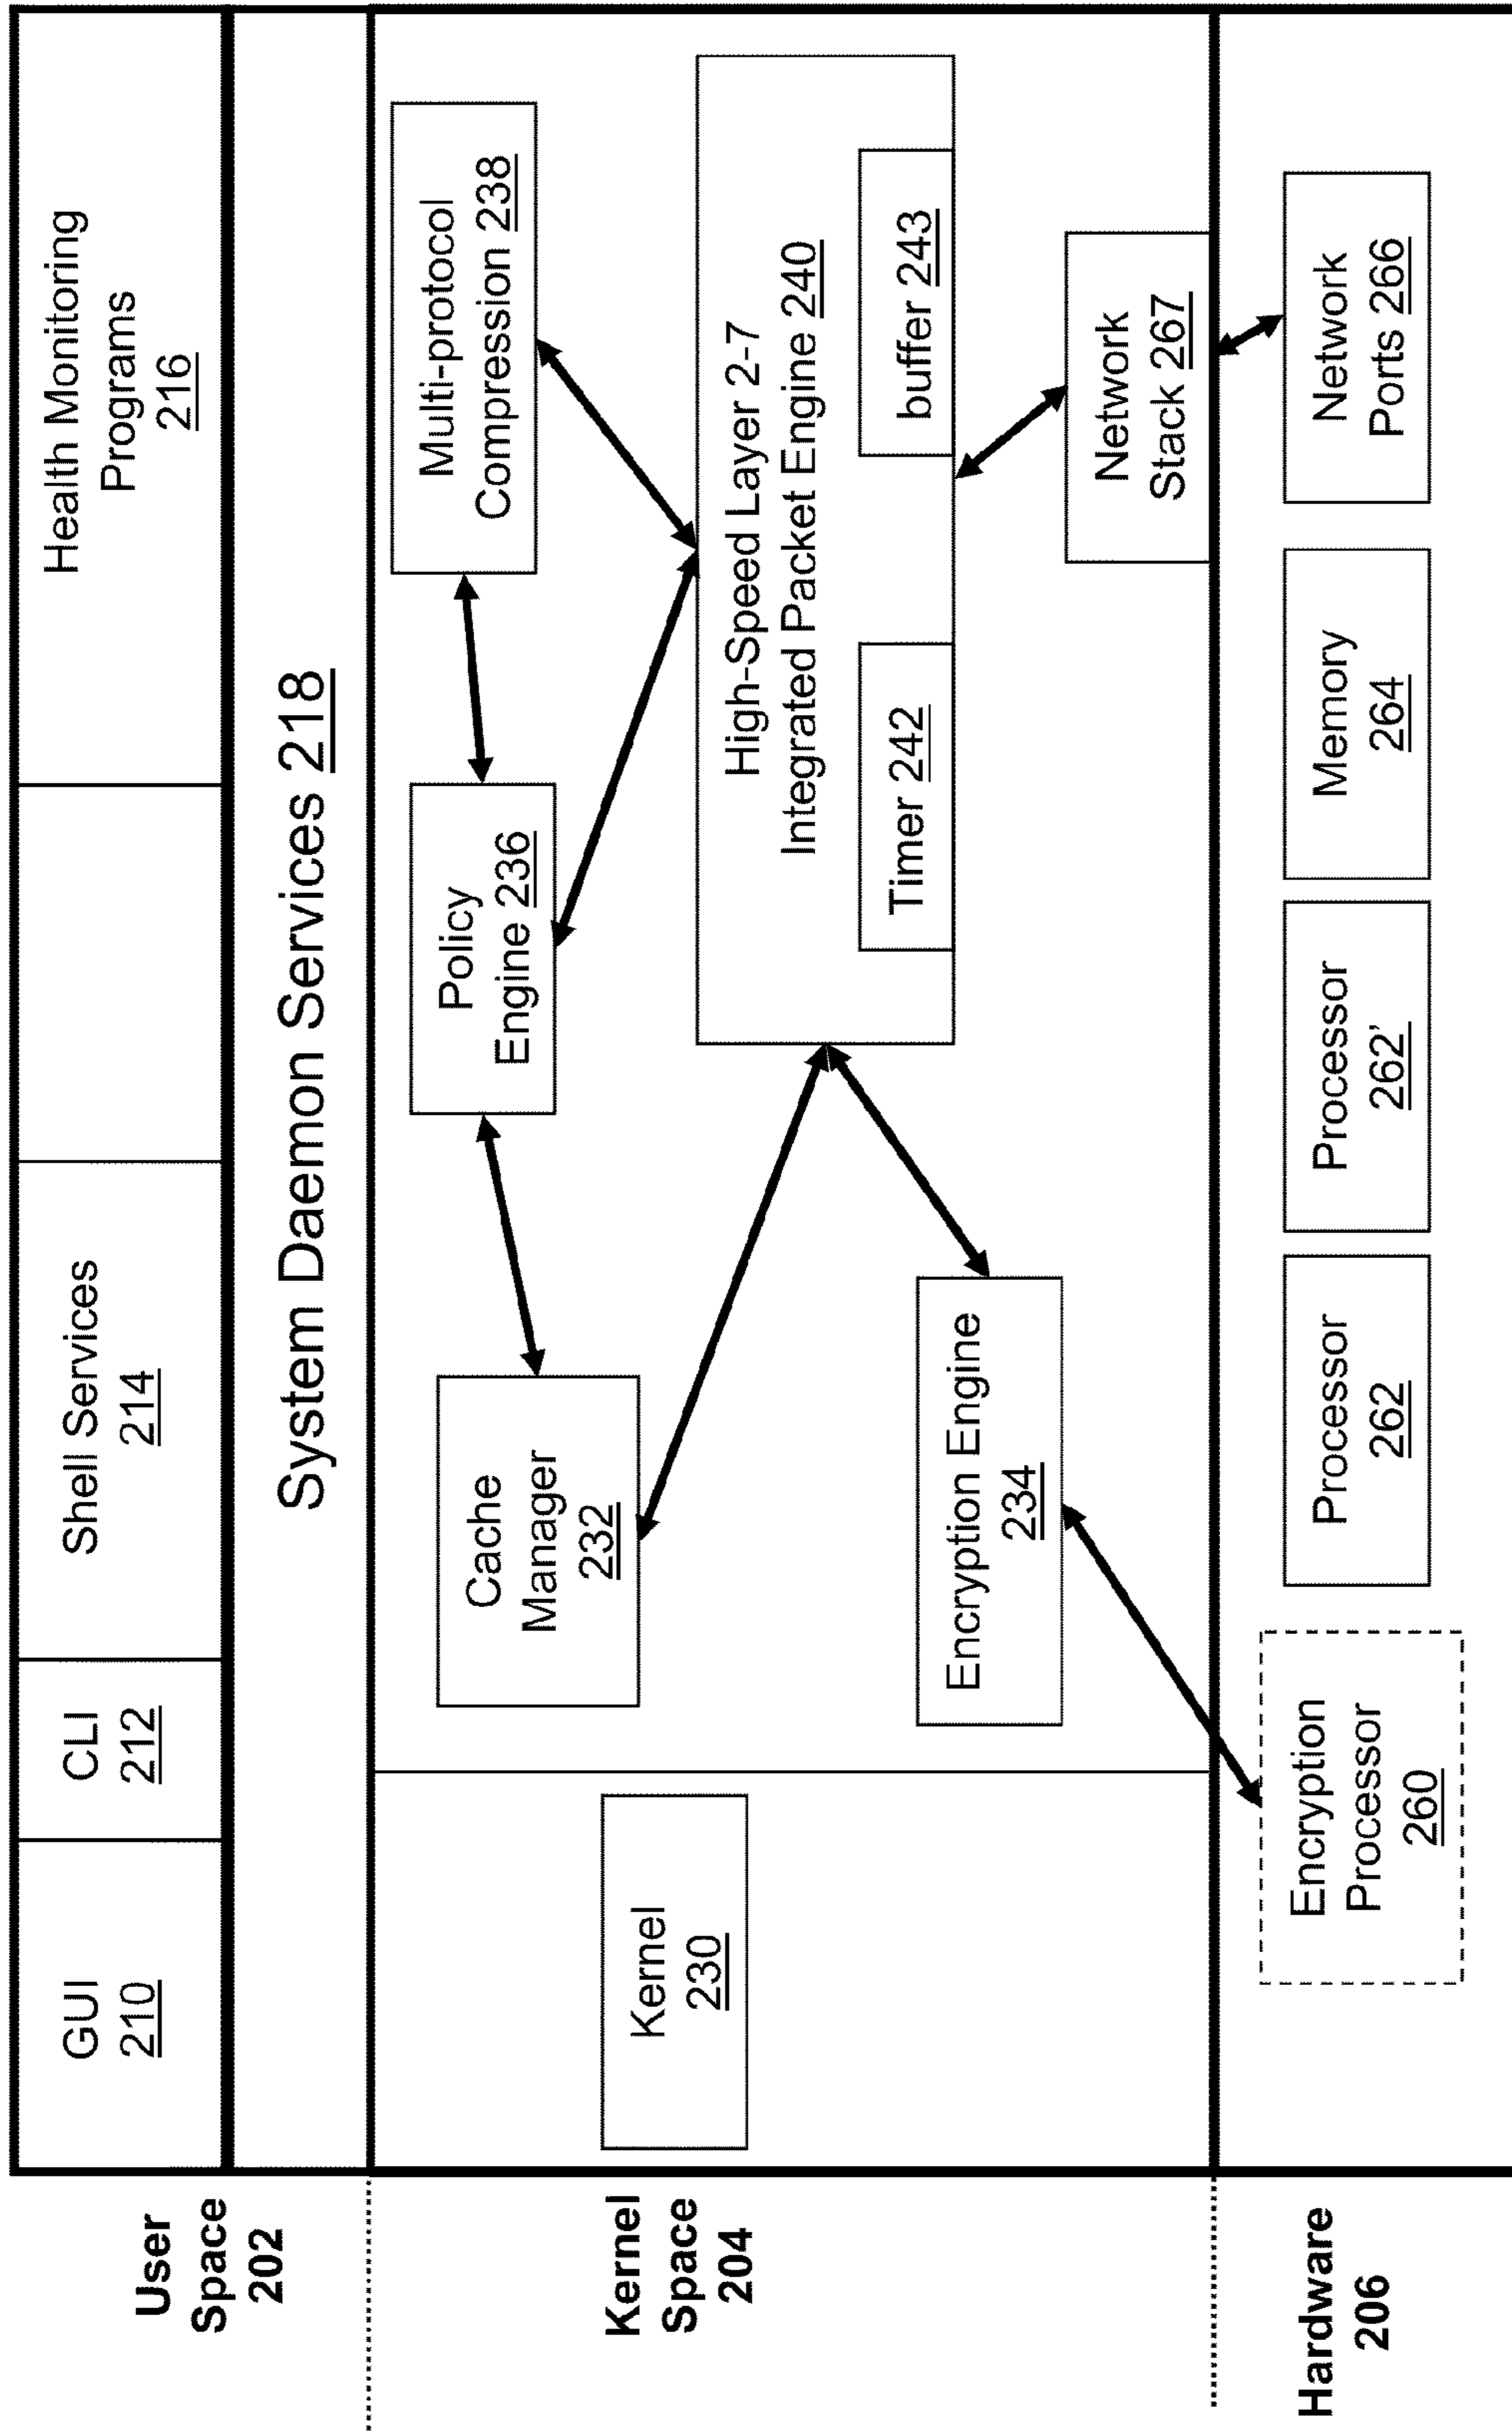 User
Space
202
GUI
210
CLI
212
Shell Services
214
Health Monitoring
Programs
216
System Daemon Services 218
Kernel
Space
204
Kernel
230
Cache
Manager
232
Policy
Engine 236
Multi-protocol
Compression 238
High-Speed Layer 2-7
Integrated Packet Engine 240
Timer 242
buffer 243
Encryption Engine
234
Network
Stack 267
Hardware
206
Encryption
Processor
260
Processor
262
Processor
262’
Memory
264
Network
Ports 266